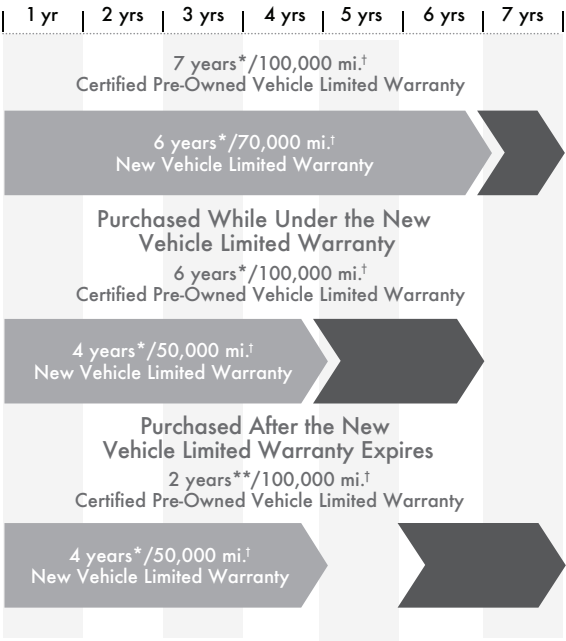 1 yr 2 yrs 3 yrs 4 yrs 5 yrs 6 yrs 7 yrs
7 years*/100,000 mi.†
Certified Pre-Owned Vehicle Limited Warranty
6 years*/70,000 mi.†
New Vehicle Limited Warranty
Purchased While Under the New
Vehicle Limited Warranty
6 years*/100,000 mi.†
Certified Pre-Owned Vehicle Limited Warranty
4 years*/50,000 mi.†
New Vehicle Limited Warranty
Purchased After the New
Vehicle Limited Warranty Expires
2 years**/100,000 mi.†
Certified Pre-Owned Vehicle Limited Warranty
4 years*/50,000 mi.†
New Vehicle Limited Warranty